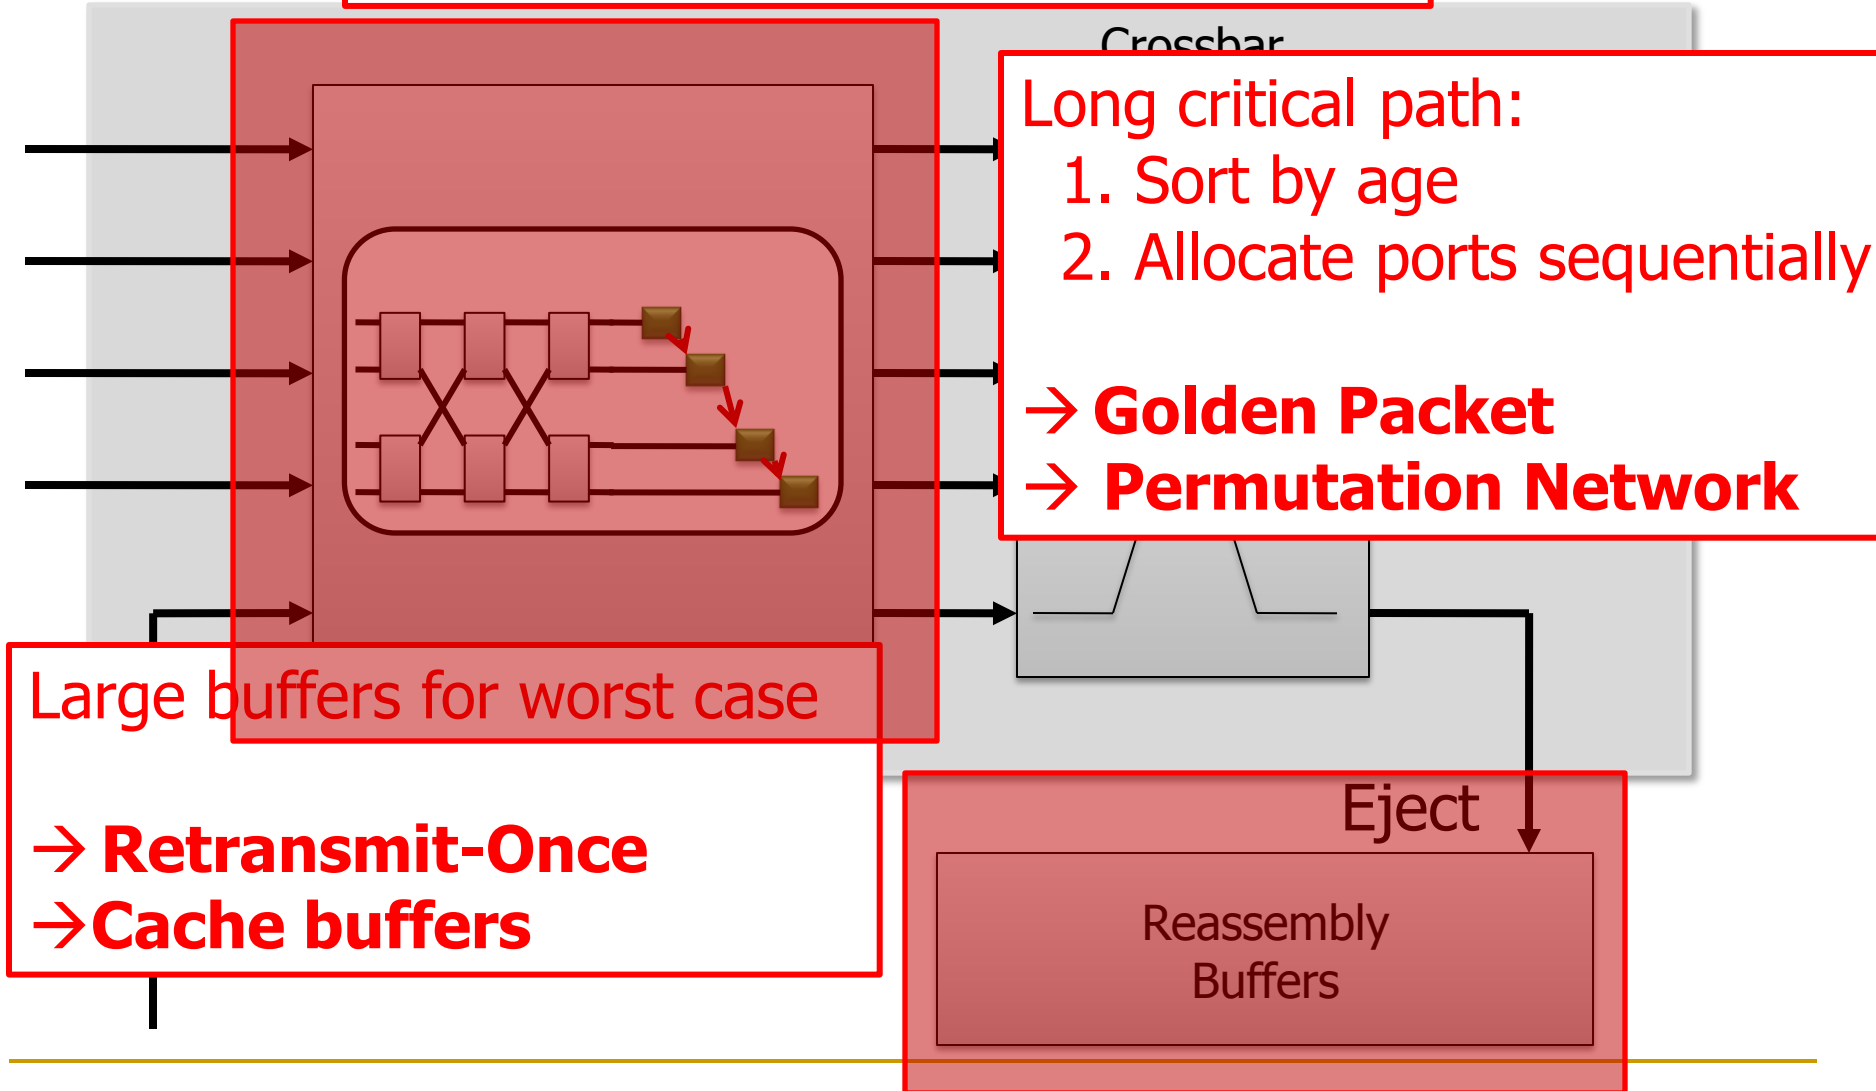 Crossbar
Long critical path:
1. Sort by age
2. Allocate ports sequentially
→ Golden Packet
→ Permutation Network
Large buffers for worst case
→ Retransmit-Once
→Cache buffers
Eject
Reassembly
Buffers